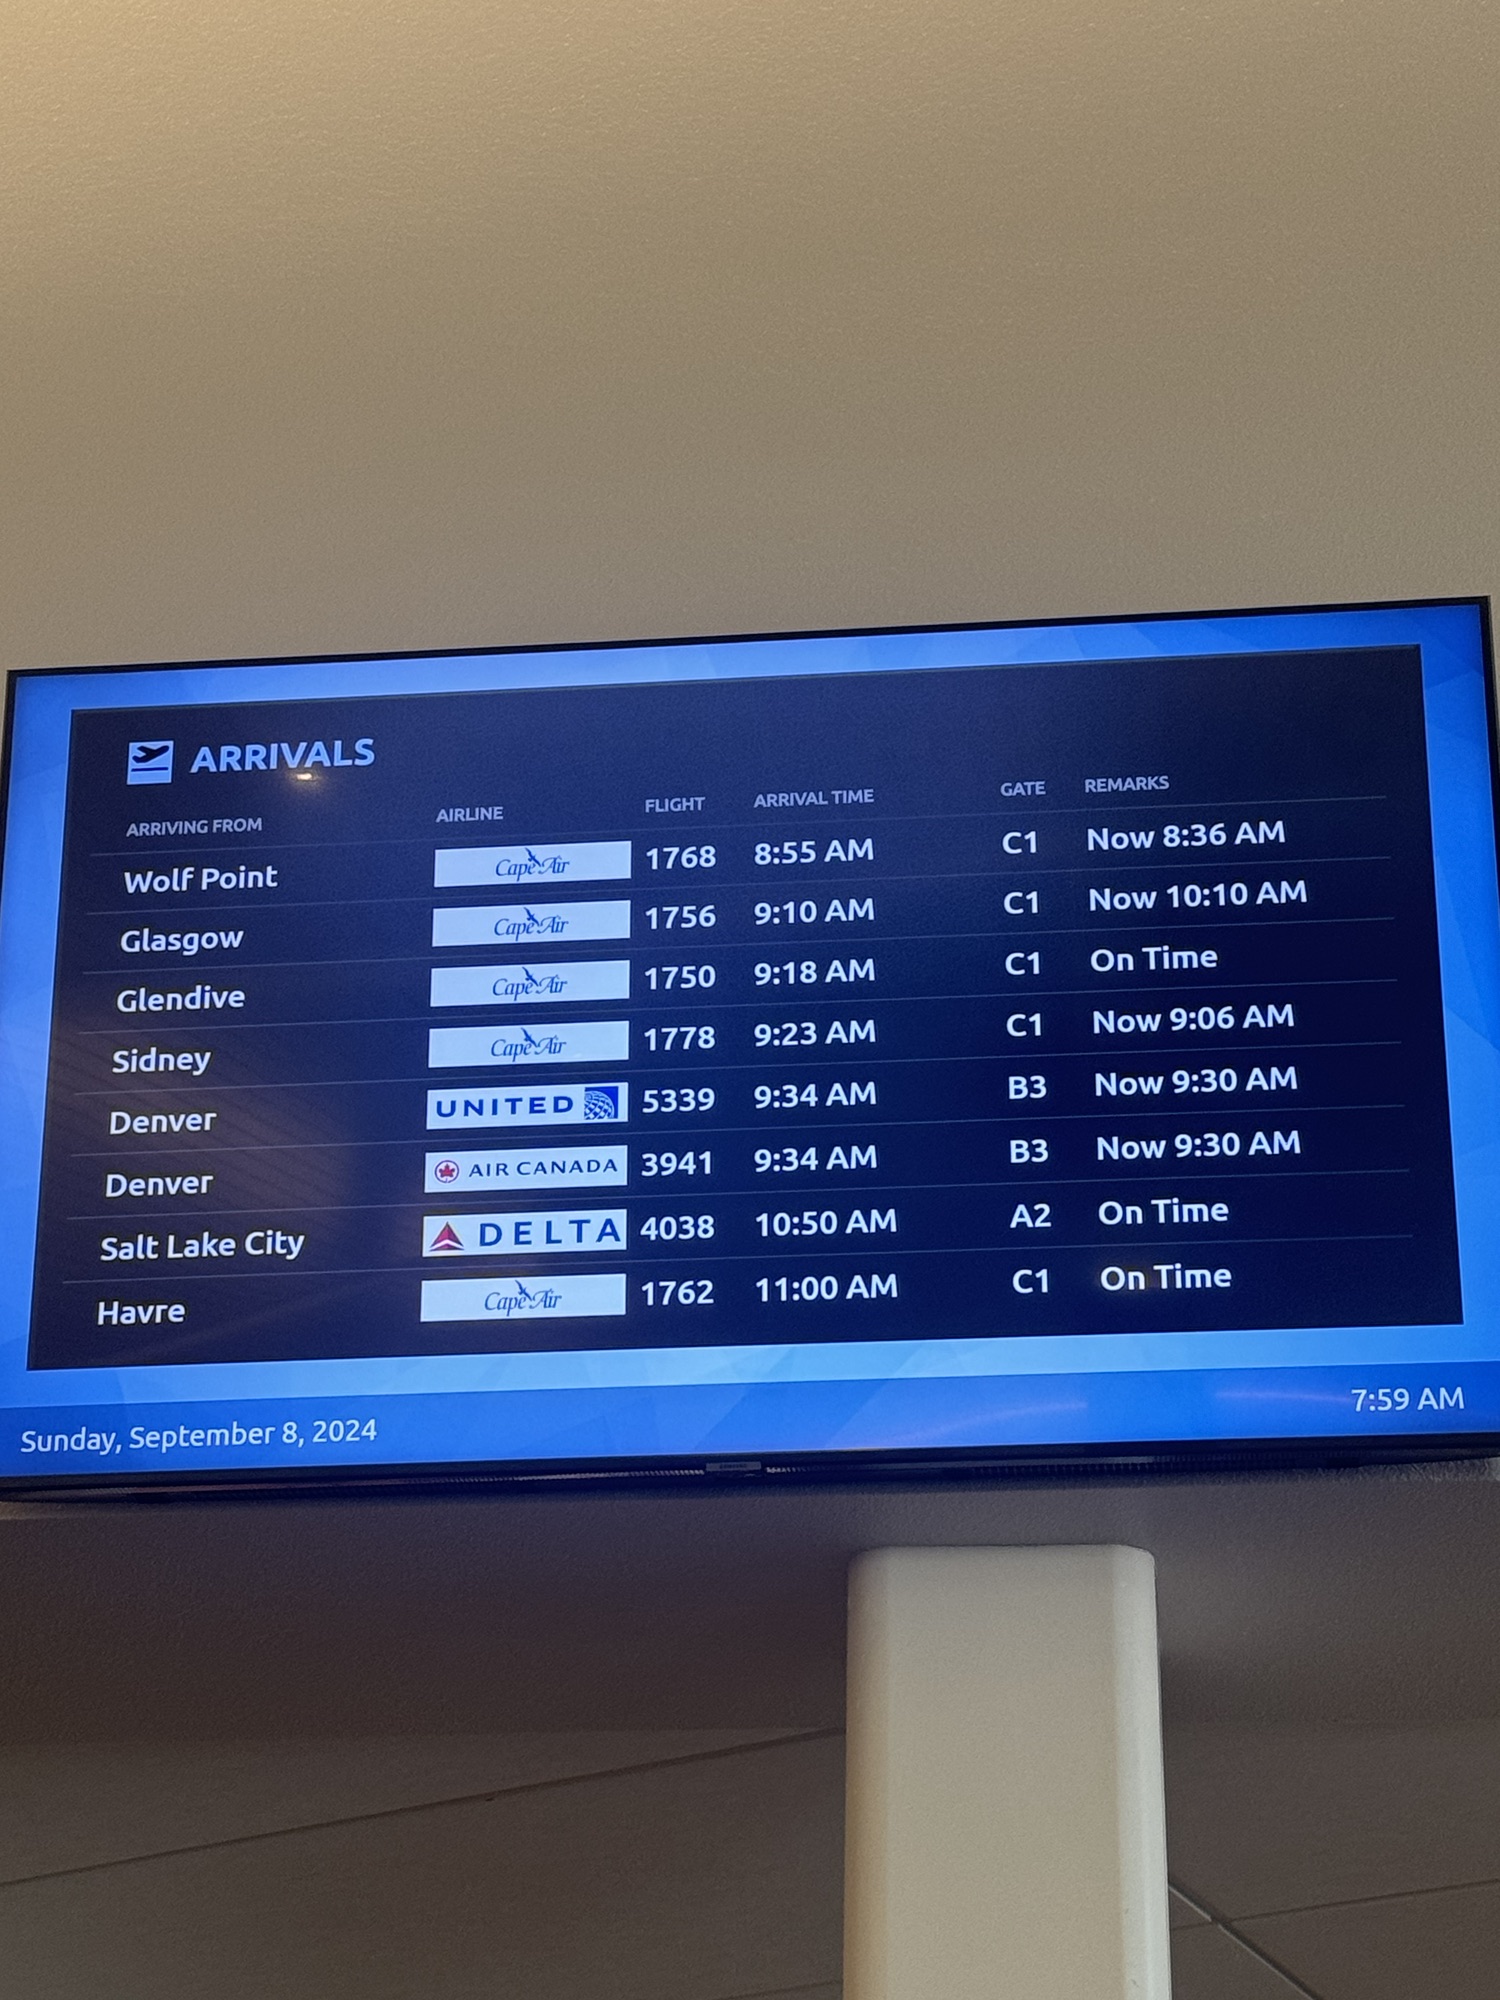 ARRIVALS
ARRIVING FROM AIRLINE FLIGHT ARRIVAL TIME GATE REMARKS
Wolf Point Cape Air 1768 8:55 AM C1 Now 8:36 AM
Glasgow Cape Air 1756 9:10 AM C1 Now 10:10 AM
Glendive Cape Air 1750 9:18 AM C1 On Time
Sidney Cape Air 1778 9:23 AM C1 Now 9:06 AM
Denver UNITED 5339 9:34 AM B3 Now 9:30 AM
Denver AIR CANADA 3941 9:34 AM B3 Now 9:30 AM
Salt Lake City DELTA 4038 10:50 AM A2 On Time
Havre Cape Air 1762 11:00 AM C1 On Time
Sunday, September 8, 2024 7:59 AM